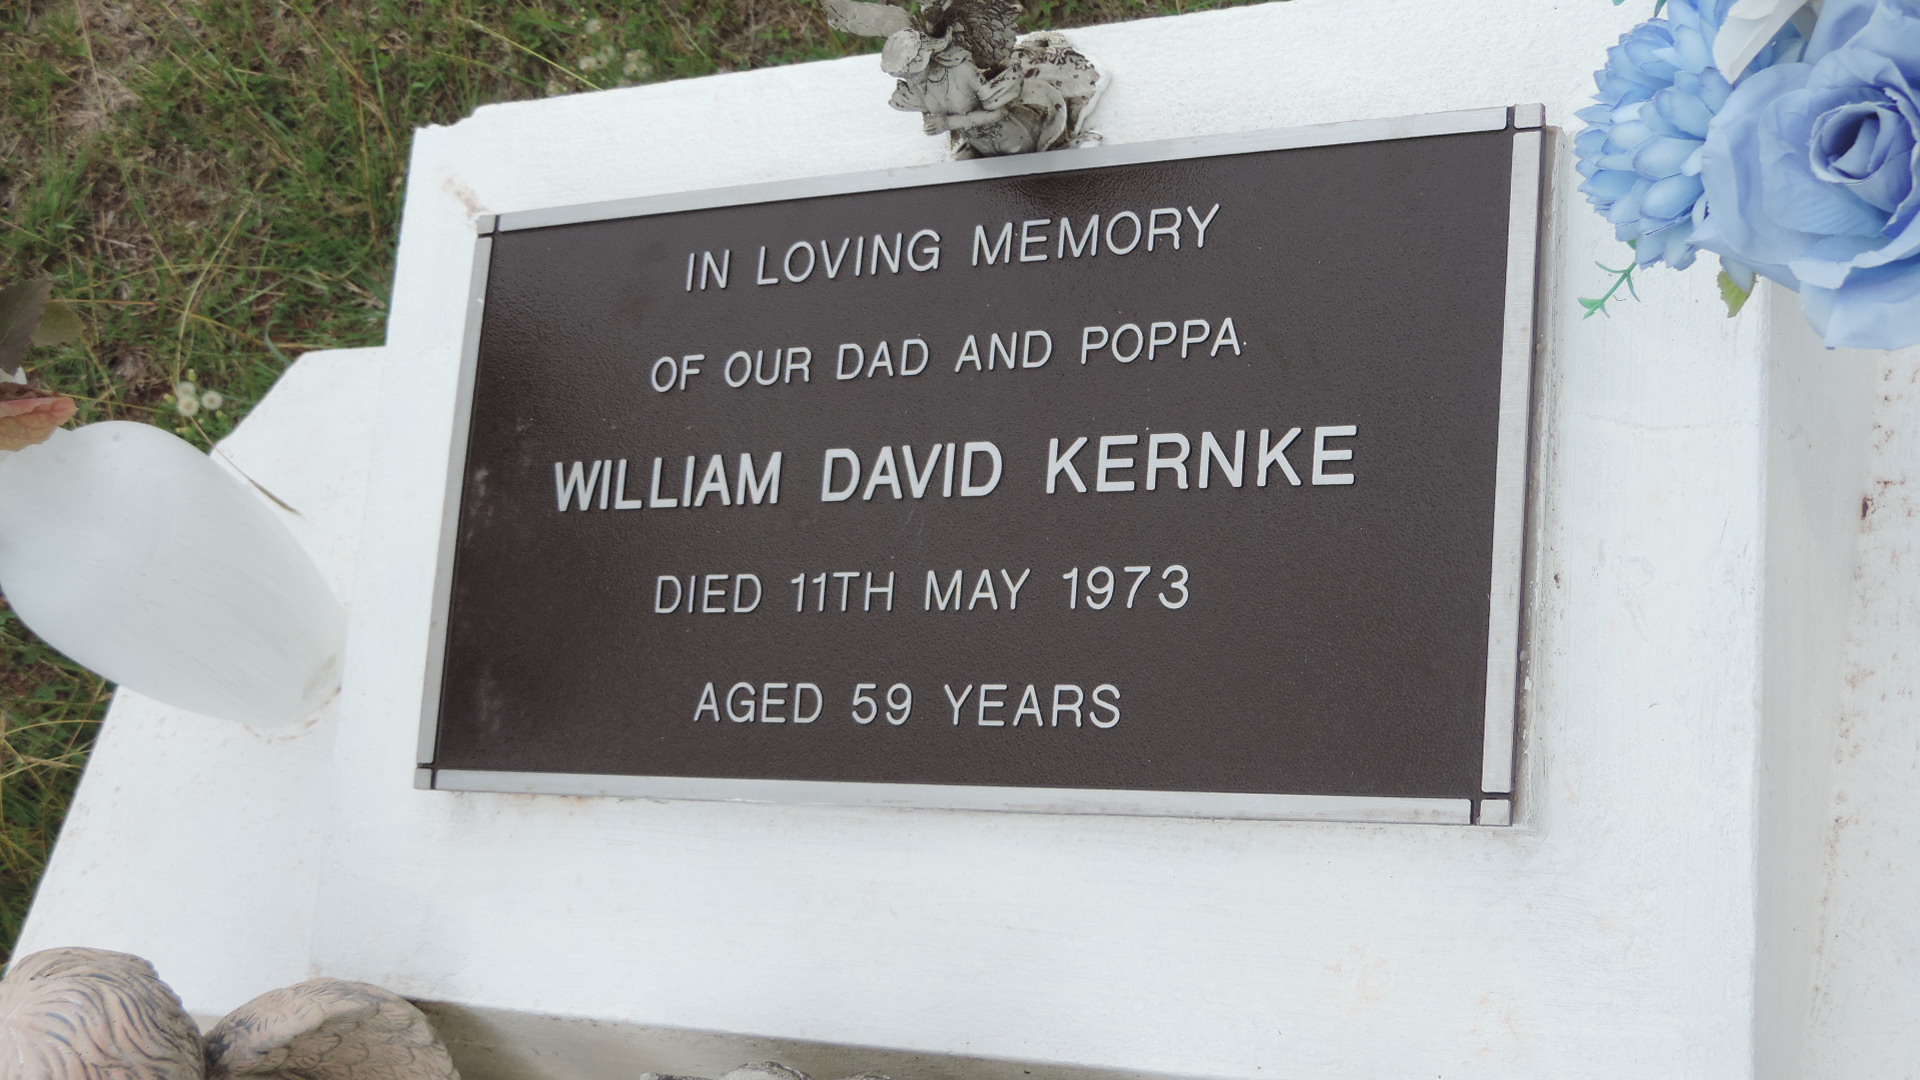 IN LOVING MEMORY
OF OUR DAD AND POPPA
WILLIAM DAVID KERNKE
DIED 11TH MAY 1973
AGED 59 YEARS